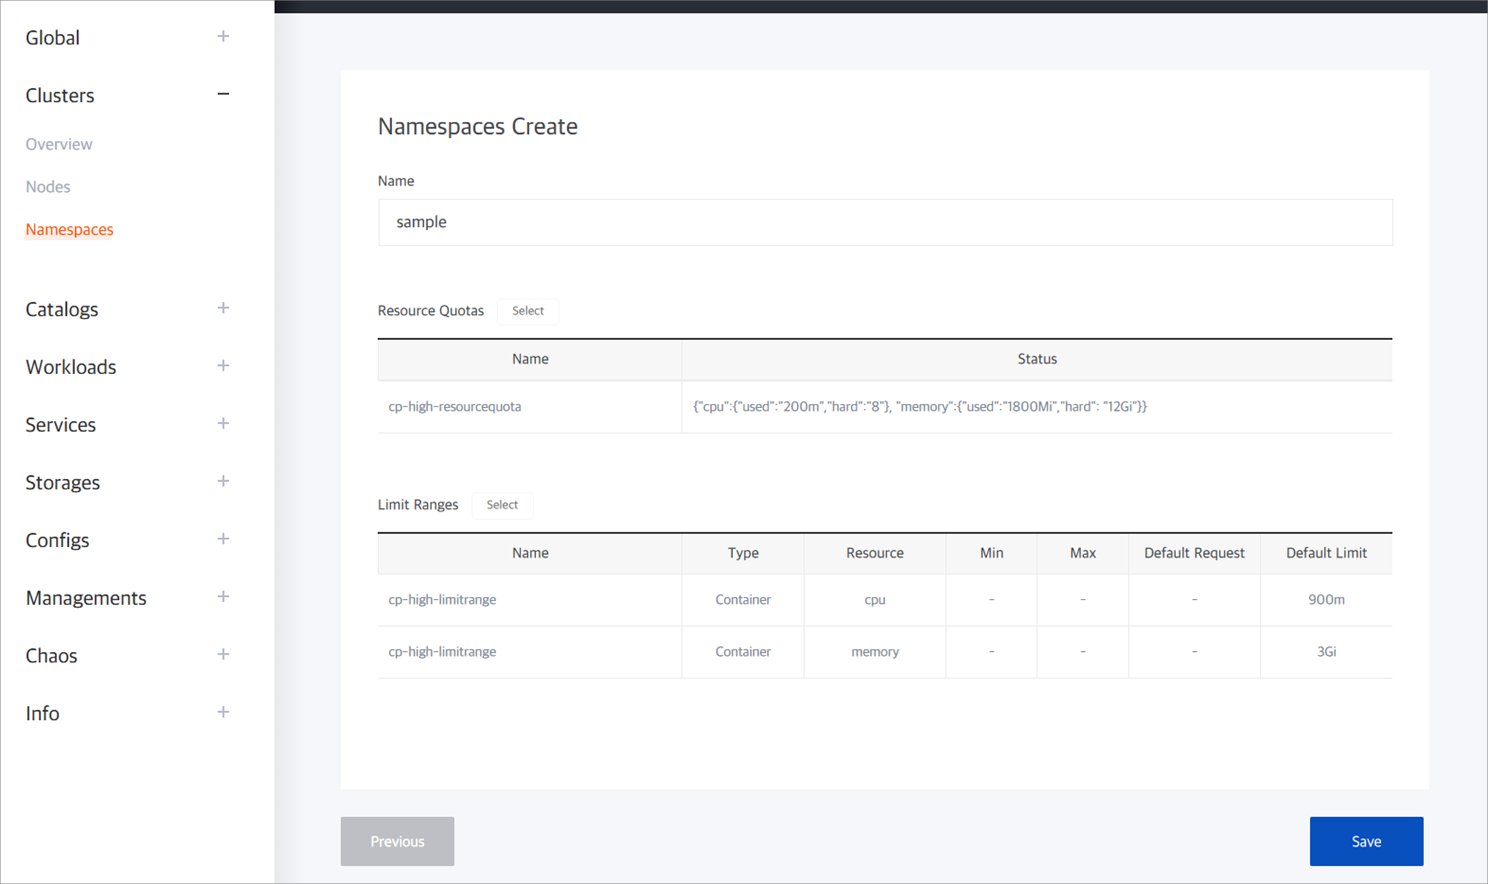 Global
Clusters
Overview
Nodes
Namespaces
Catalogs
Workloads
Services
Storages
Configs
Managements
Chaos
Info
Namespaces Create
Name
sample
Resource Quotas Select
Name Status
cp-high-resourcequota {"cpu":{"used":"200m","hard":"8"}, "memory":{"used":"1800Mi","hard": "12Gi"}}
Limit Ranges Select
Name Type Resource Min Max Default Request Default Limit
cp-high-limitrange Container cpu - - - 900m
cp-high-limitrange Container memory - - - 3Gi
Previous Save